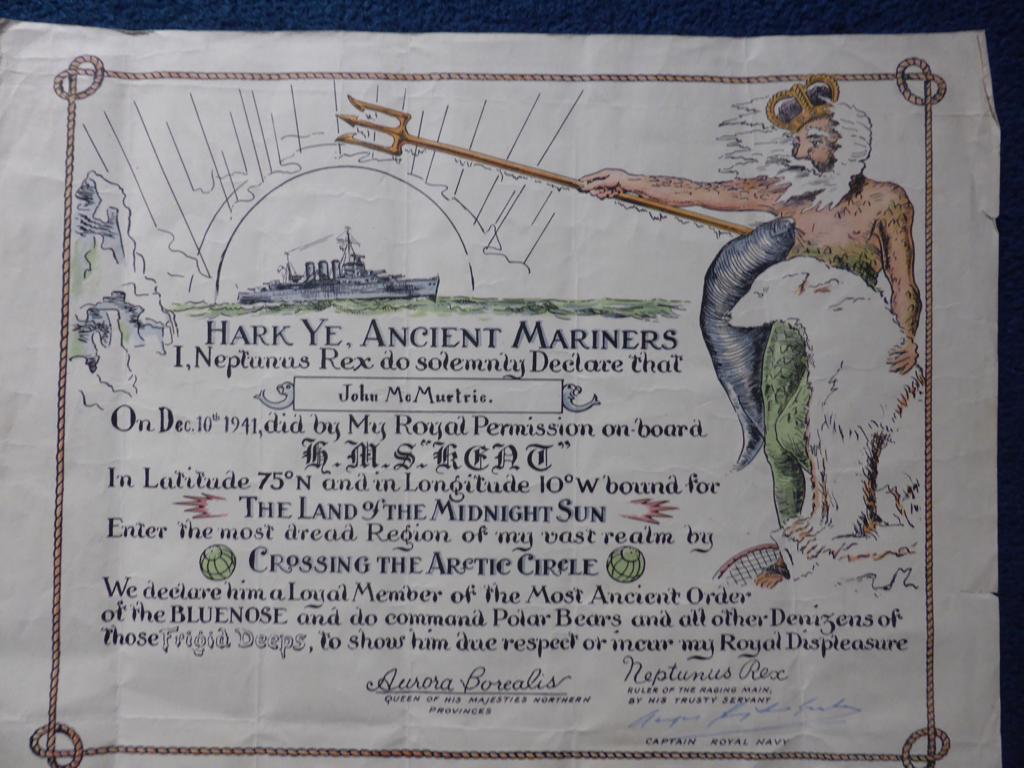 HARK YE, ANCIENT MARINERS
I, Neptunus Rex do solemnly Declare that
John McMurtrie.
On Dec. 10th 1941, did by My Royal Permission on board
H.M.S. "KENT"
In Latitude 75°N and in Longitude 10°W bound for
THE LAND of THE MIDNIGHT SUN
Enter the most dread Region of my vast realm by
CROSSING THE ARCTIC CIRCLE
We declare him a Loyal Member of the Most Ancient Order
of the BLUENOSE and do command Polar Bears and all other Denizens of
those Frigid Deeps, to show him due respect or incur my Royal Displeasure
Aurora Borealis
QUEEN OF HIS MAJESTIES NORTHERN
PROVINCES
Neptunus Rex
RULER OF THE RAGING MAIN,
BY HIS TRUSTY SERVANT
CAPTAIN ROYAL NAVY